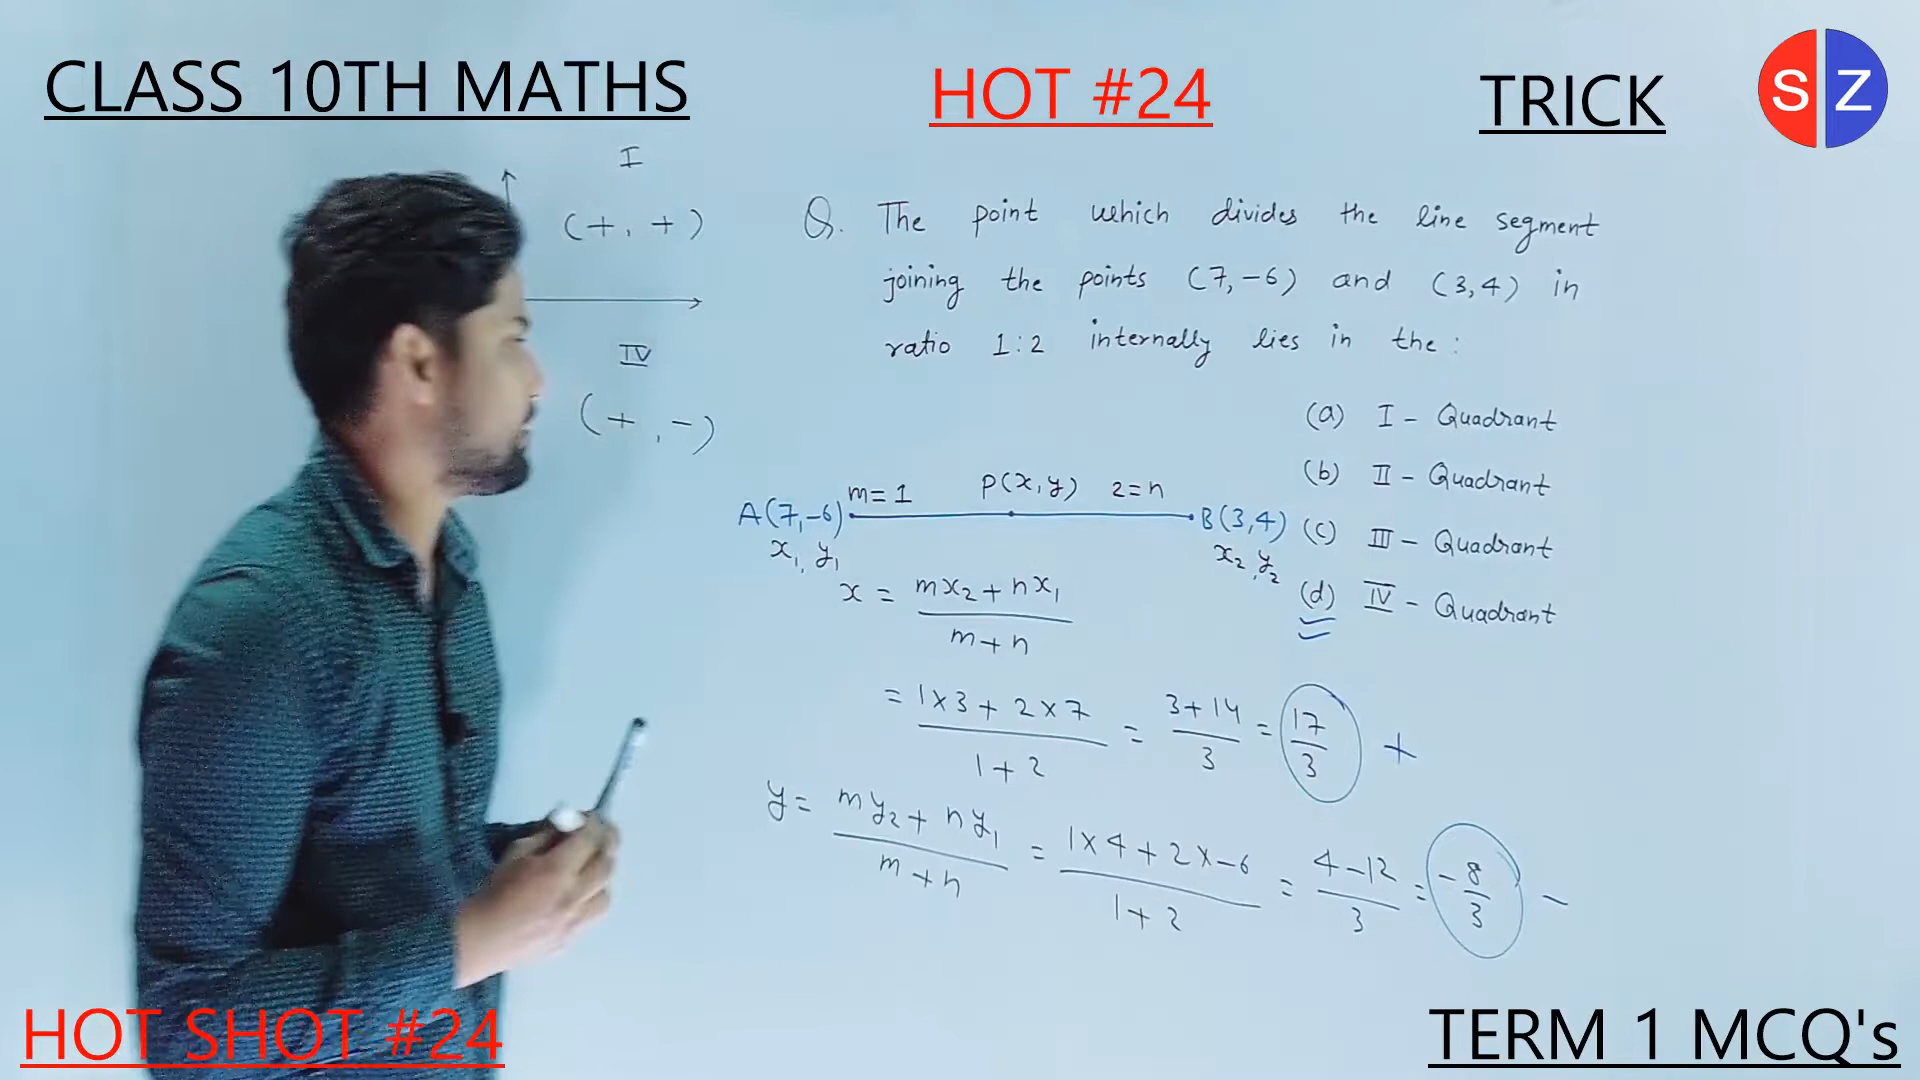 CLASS 10TH MATHS
HOT #24
TRICK
S Z
I
(+, +)
IV
(+, -)
Q. The point which divides the line segment
joining the points (7, -6) and (3, 4) in
ratio 1:2 internally lies in the :
(a) I - Quadrant
(b) II - Quadrant
(c) III - Quadrant
(d) IV - Quadrant
A(7, -6) m = 1 P(x, y) 2 = n B(3, 4)
x₁, y₁ x₂, y₂
x = (mx₂ + nx₁)/(m + n)
= (1 x 3 + 2 x 7)/(1 + 2) = (3 + 14)/3 = 17/3 +
y = (my₂ + ny₁)/(m + n) = (1 x 4 + 2 x -6)/(1 + 2) = (4 - 12)/3 = -8/3 -
HOT SHOT #24
TERM 1 MCQ's